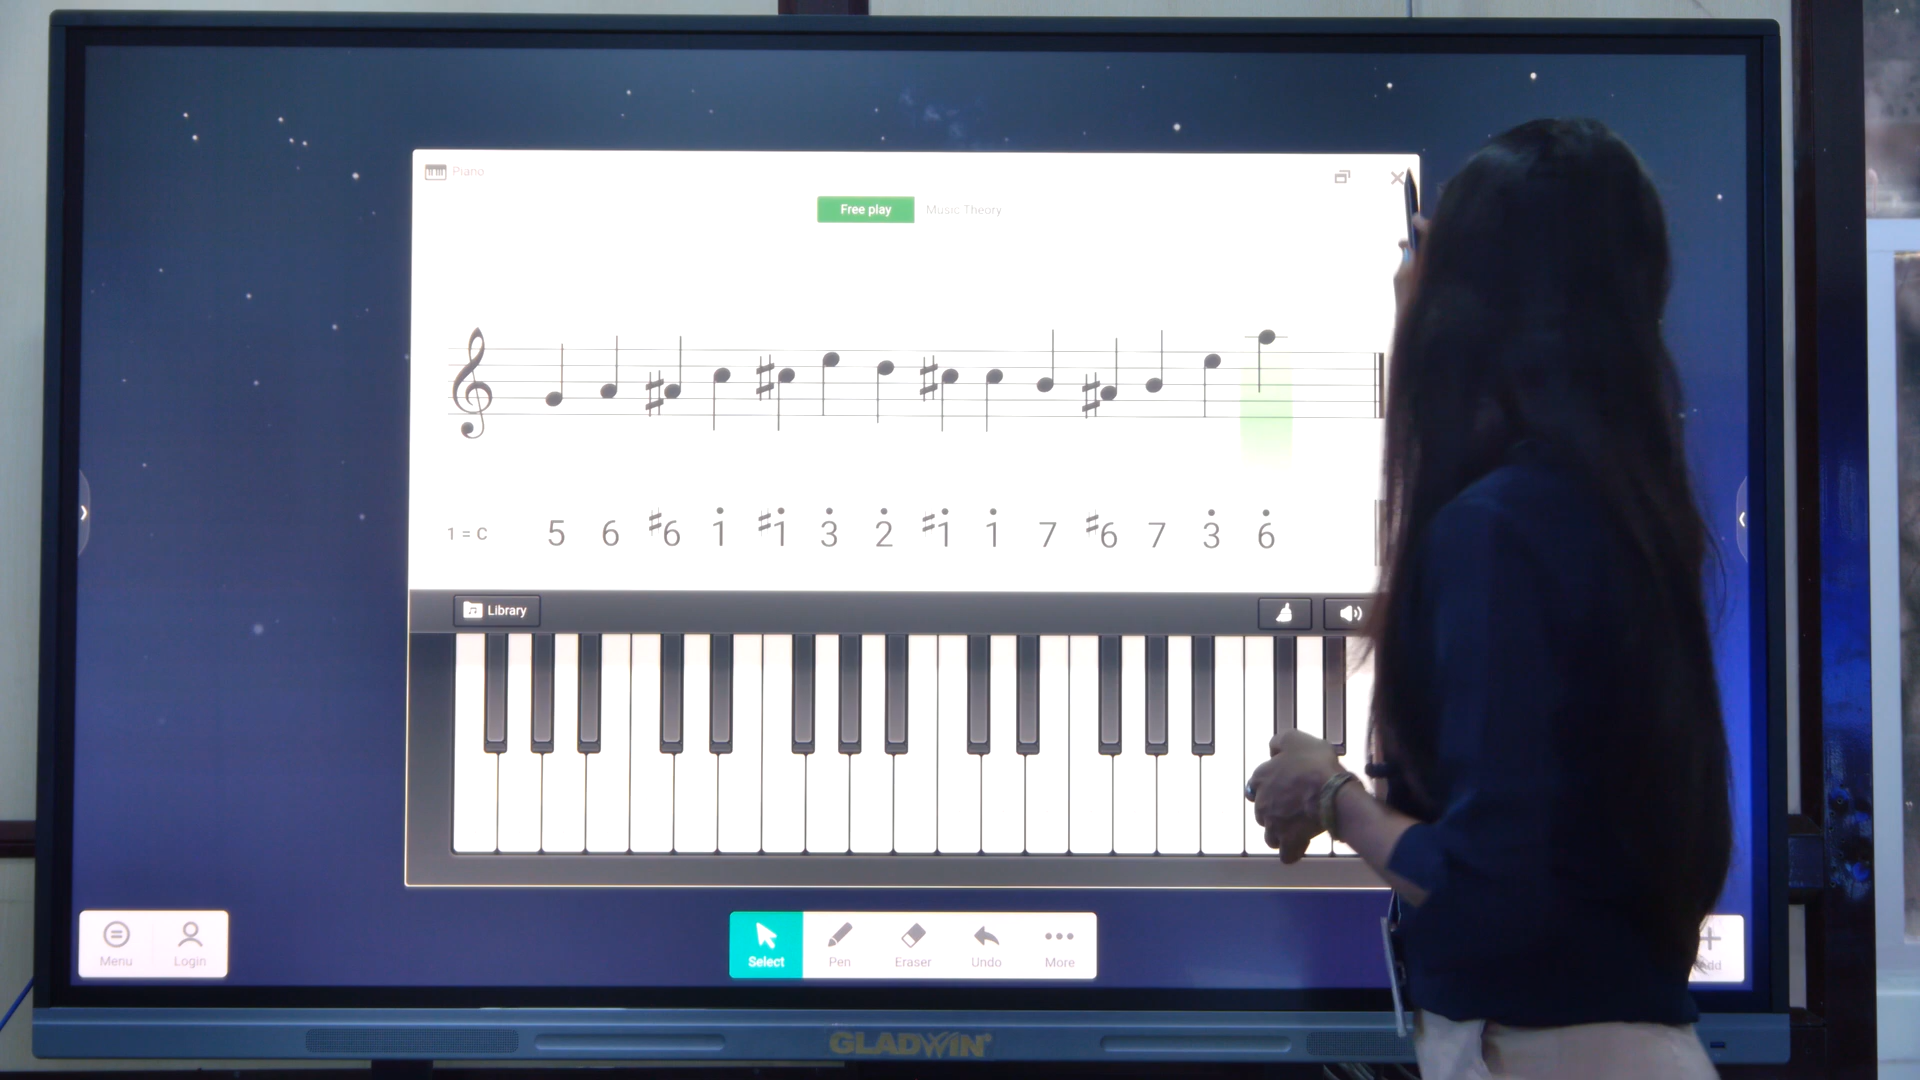 Piano
Free play Music Theory
1 = C 5 6 #6 1̇ #1̇ 3̇ 2̇ #1̇ 1̇ 7 #6 7 3̇ 6̇
Library
Menu Login Select Pen Eraser Undo More Add
GLADWIN®